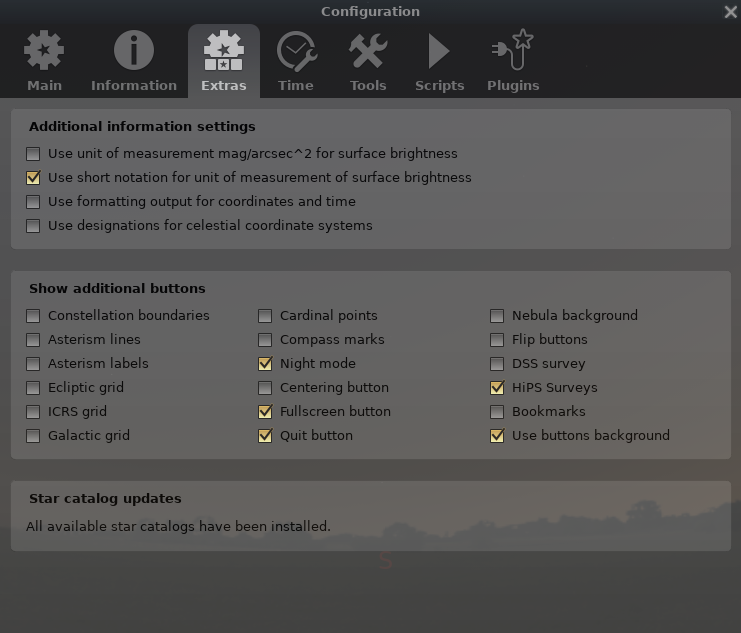 Configuration
Main Information Extras Time Tools Scripts Plugins
Additional information settings
Use unit of measurement mag/arcsec^2 for surface brightness
Use short notation for unit of measurement of surface brightness
Use formatting output for coordinates and time
Use designations for celestial coordinate systems
Show additional buttons
Constellation boundaries Cardinal points Nebula background
Asterism lines Compass marks Flip buttons
Asterism labels Night mode DSS survey
Ecliptic grid Centering button HiPS Surveys
ICRS grid Fullscreen button Bookmarks
Galactic grid Quit button Use buttons background
Star catalog updates
All available star catalogs have been installed.
S